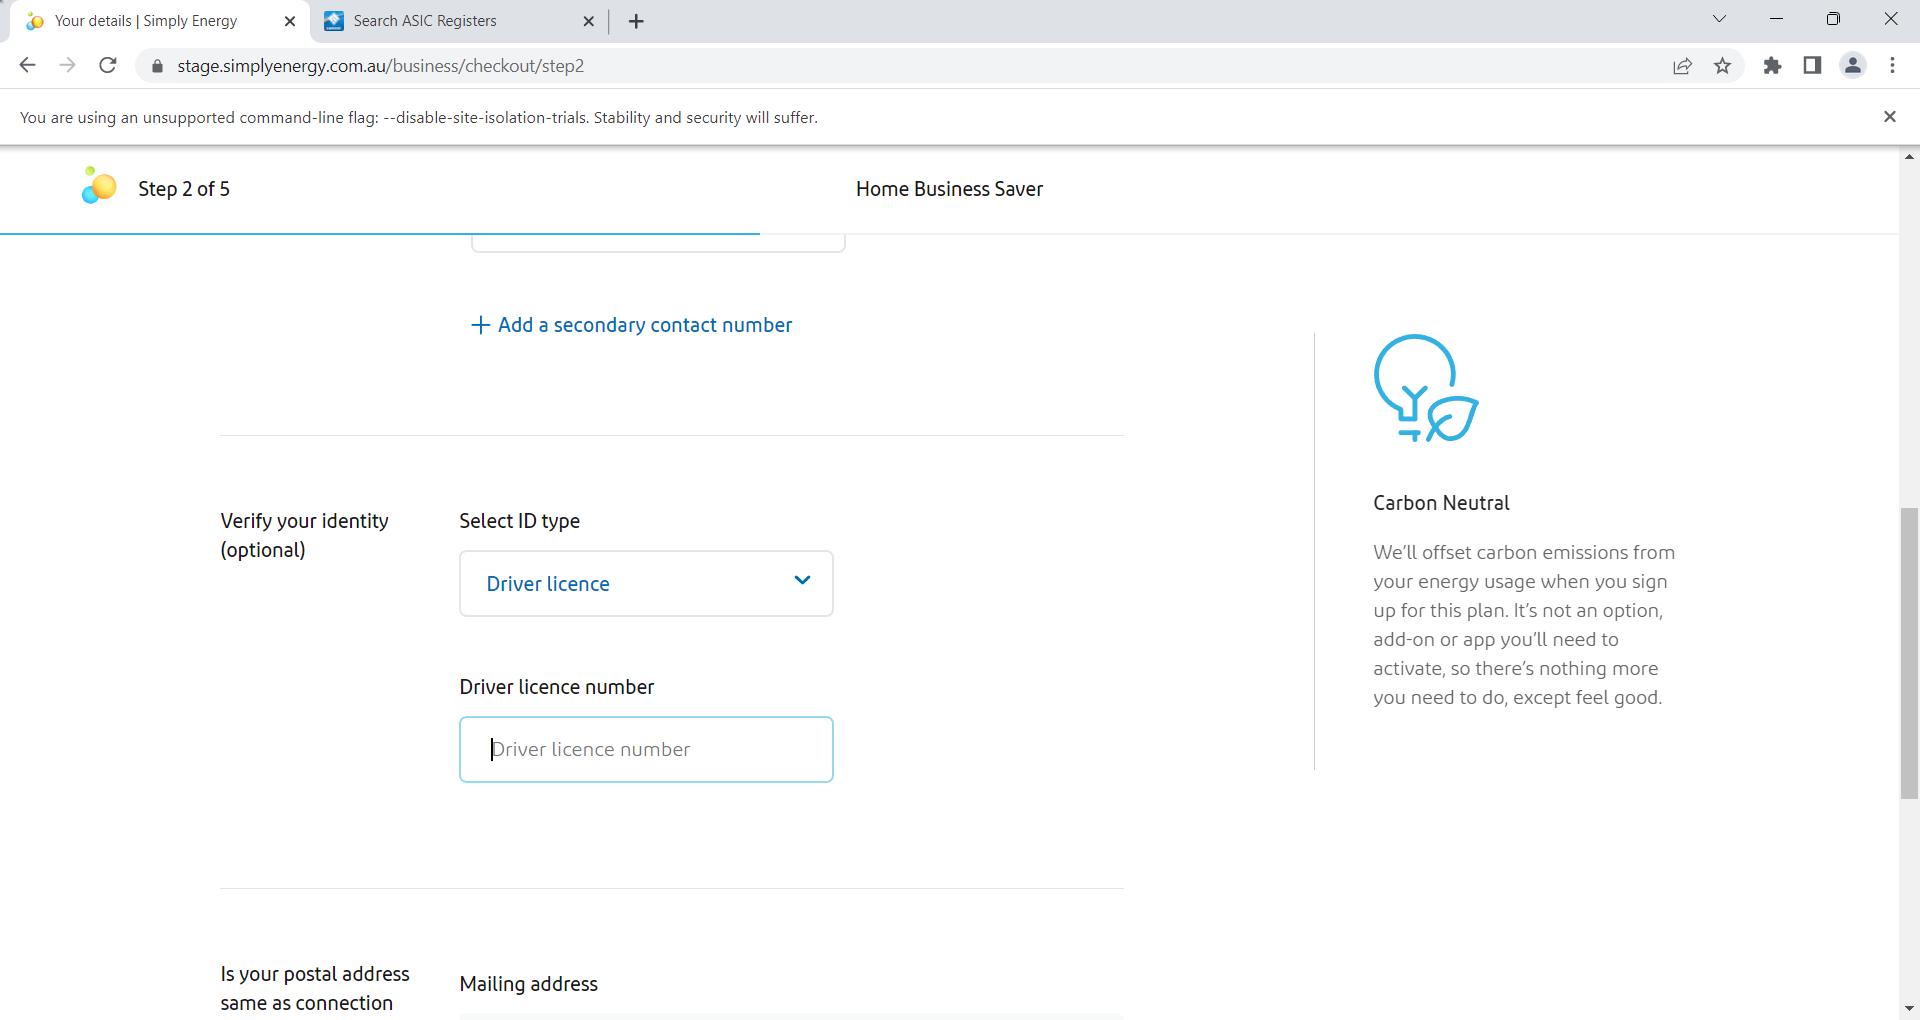 Your details | Simply Energy
Search ASIC Registers
stage.simplyenergy.com.au/business/checkout/step2
You are using an unsupported command-line flag: --disable-site-isolation-trials. Stability and security will suffer.
Step 2 of 5
Home Business Saver
+ Add a secondary contact number
Verify your identity
(optional)
Select ID type
Driver licence
Driver licence number
Driver licence number
Carbon Neutral
We'll offset carbon emissions from
your energy usage when you sign
up for this plan. It's not an option,
add-on or app you'll need to
activate, so there's nothing more
you need to do, except feel good.
Is your postal address
same as connection
Mailing address